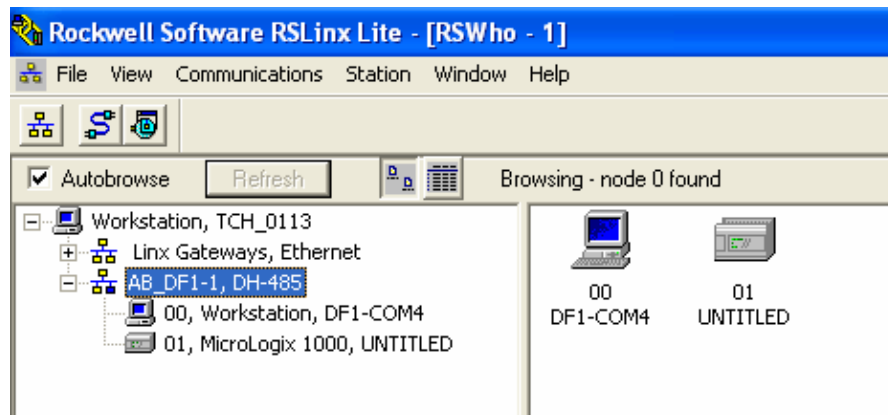 Rockwell Software RSLinx Lite - [RSWho - 1]
File View Communications Station Window Help
Autobrowse Refresh Browsing - node 0 found
Workstation, TCH_0113
Linx Gateways, Ethernet
AB_DF1-1, DH-485
00, Workstation, DF1-COM4
01, MicroLogix 1000, UNTITLED
00
DF1-COM4
01
UNTITLED